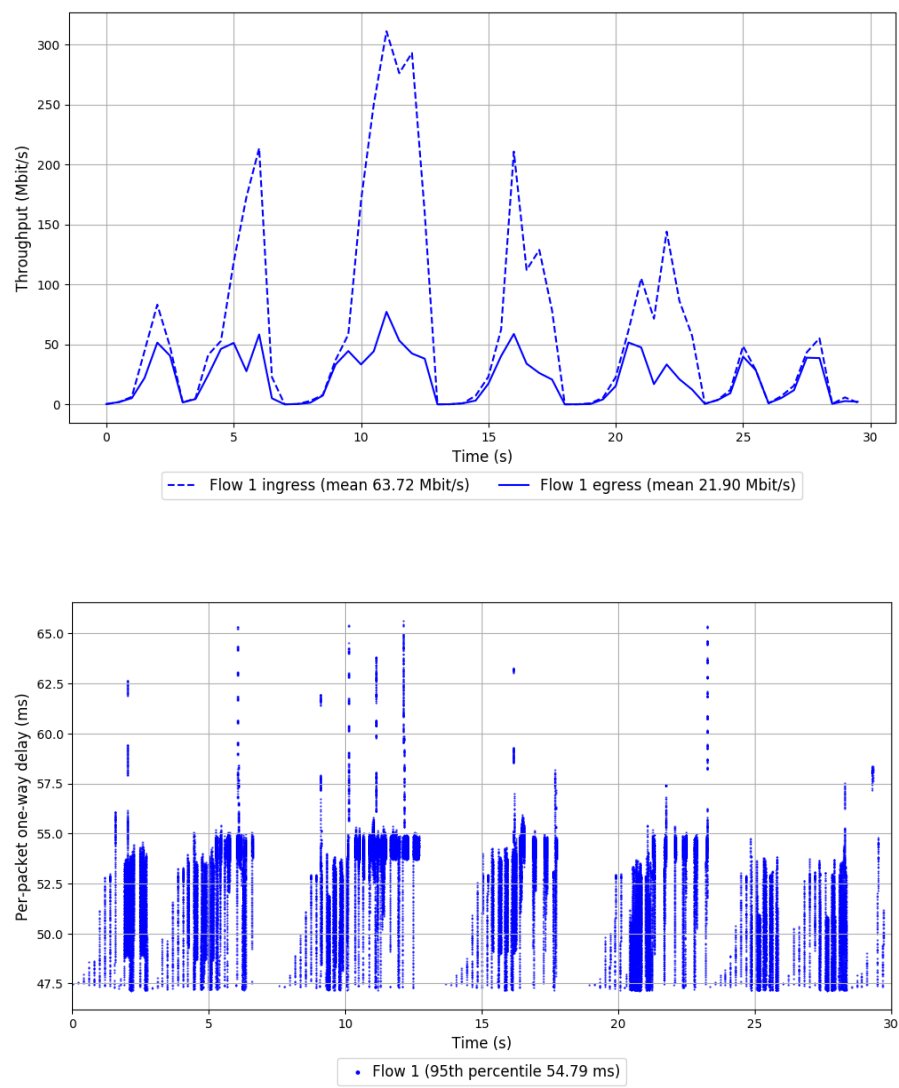 300
250
200
150
100
50
0
Throughput (Mbit/s)
0 5 10 15 20 25 30
Time (s)
Flow 1 ingress (mean 63.72 Mbit/s) Flow 1 egress (mean 21.90 Mbit/s)
65.0
62.5
60.0
57.5
55.0
52.5
50.0
47.5
Per-packet one-way delay (ms)
0 5 10 15 20 25 30
Time (s)
Flow 1 (95th percentile 54.79 ms)